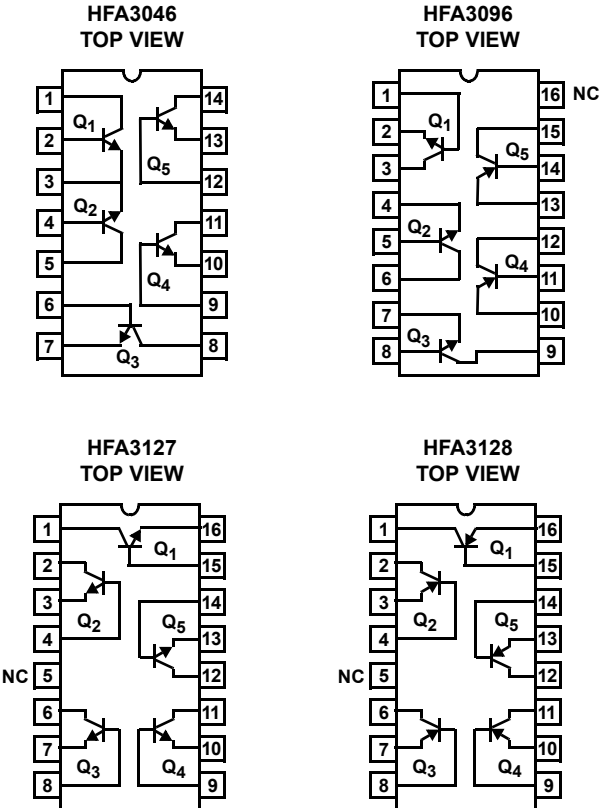 HFA3046
TOP VIEW
1
2
3
4
5
6
7
14
13
12
11
10
9
8
Q1
Q2
Q3
Q4
Q5
HFA3096
TOP VIEW
1
2
3
4
5
6
7
8
16 NC
15
14
13
12
11
10
9
Q1
Q2
Q3
Q4
Q5
HFA3127
TOP VIEW
1
2
3
4
NC 5
6
7
8
16
15
14
13
12
11
10
9
Q1
Q2
Q3
Q4
Q5
HFA3128
TOP VIEW
1
2
3
4
NC 5
6
7
8
16
15
14
13
12
11
10
9
Q1
Q2
Q3
Q4
Q5